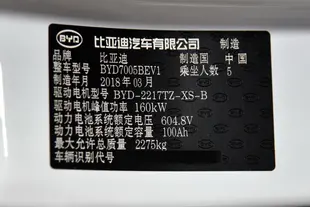 BYD 比亚迪汽车有限公司 制造
品牌 比亚迪 制造国 中国
整车型号 BYD7005BEV1 乘坐人数 5
制造年月 2018年03月
驱动电机型号 BYD-2217TZ-XS-B
驱动电机峰值功率 160kW
动力电池系统额定电压 604.8V
动力电池系统额定容量 100Ah
最大允许总质量 2275kg
车辆识别代号